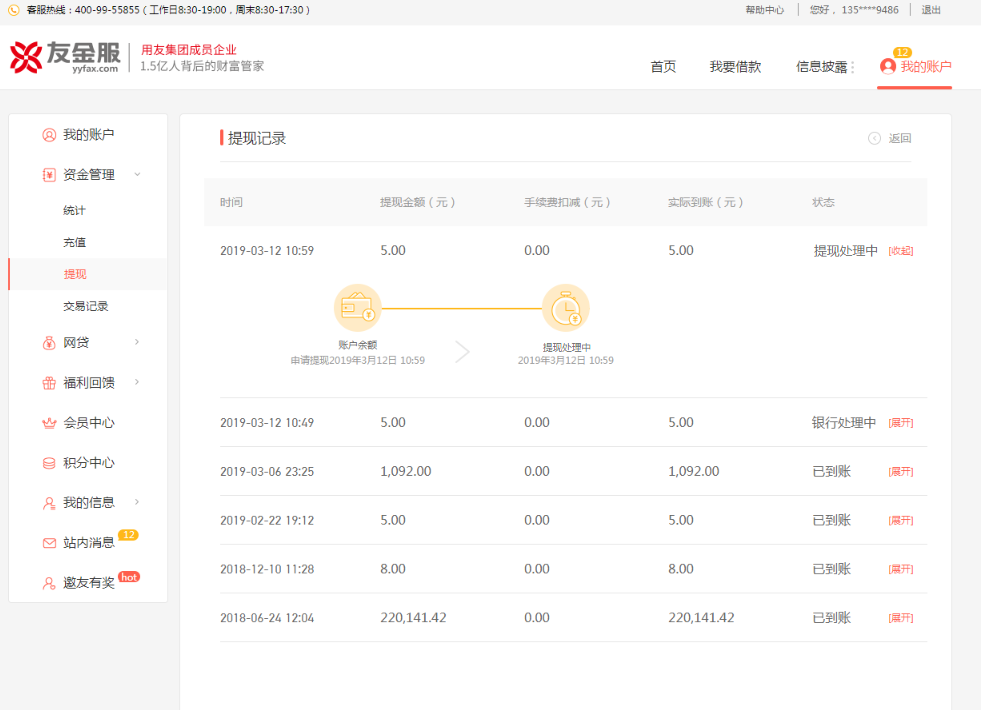 客服热线：400-99-55855（工作日8:30-19:00，周末8:30-17:30）
帮助中心 您好， 135****9486 退出
友金服 yyfax.com
用友集团成员企业
1.5亿人背后的财富管家
首页 我要借款 信息披露 我的账户 12
我的账户
资金管理
统计
充值
提现
交易记录
网贷
福利回馈
会员中心
积分中心
我的信息
站内消息 12
邀友有奖 hot
提现记录 返回
时间 提现金额（元） 手续费扣减（元） 实际到账（元） 状态
2019-03-12 10:59 5.00 0.00 5.00 提现处理中 [收起]
账户余额
申请提现2019年3月12日 10:59
提现处理中
2019年3月12日 10:59
2019-03-12 10:49 5.00 0.00 5.00 银行处理中 [展开]
2019-03-06 23:25 1,092.00 0.00 1,092.00 已到账 [展开]
2019-02-22 19:12 5.00 0.00 5.00 已到账 [展开]
2018-12-10 11:28 8.00 0.00 8.00 已到账 [展开]
2018-06-24 12:04 220,141.42 0.00 220,141.42 已到账 [展开]